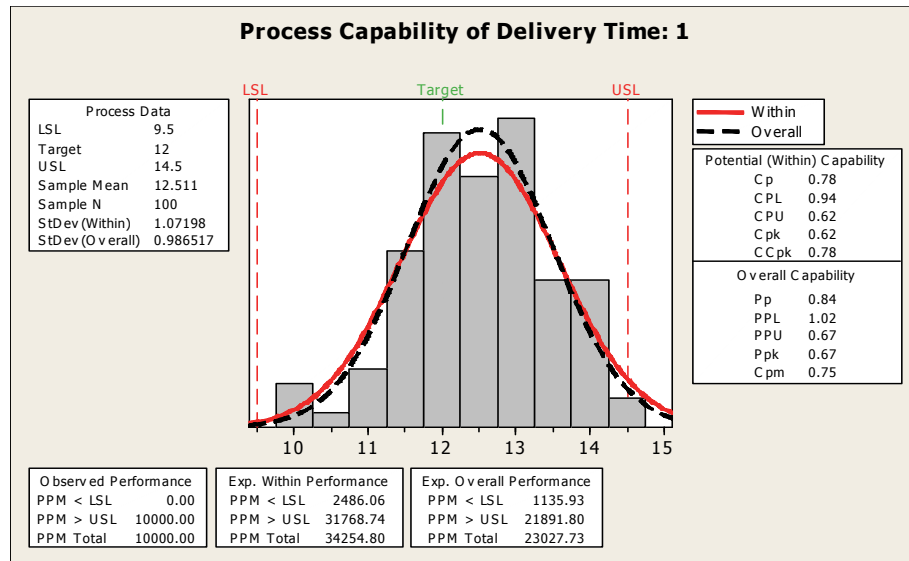 Process Capability of Delivery Time: 1
LSL Target USL
Process Data
LSL 9.5
Target 12
USL 14.5
Sample Mean 12.511
Sample N 100
StDev(Within) 1.07198
StDev(Overall) 0.986517
Within
Overall
Potential (Within) Capability
Cp 0.78
CPL 0.94
CPU 0.62
Cpk 0.62
CCpk 0.78
Overall Capability
Pp 0.84
PPL 1.02
PPU 0.67
Ppk 0.67
Cpm 0.75
10 11 12 13 14 15
Observed Performance
PPM < LSL 0.00
PPM > USL 10000.00
PPM Total 10000.00
Exp. Within Performance
PPM < LSL 2486.06
PPM > USL 31768.74
PPM Total 34254.80
Exp. Overall Performance
PPM < LSL 1135.93
PPM > USL 21891.80
PPM Total 23027.73